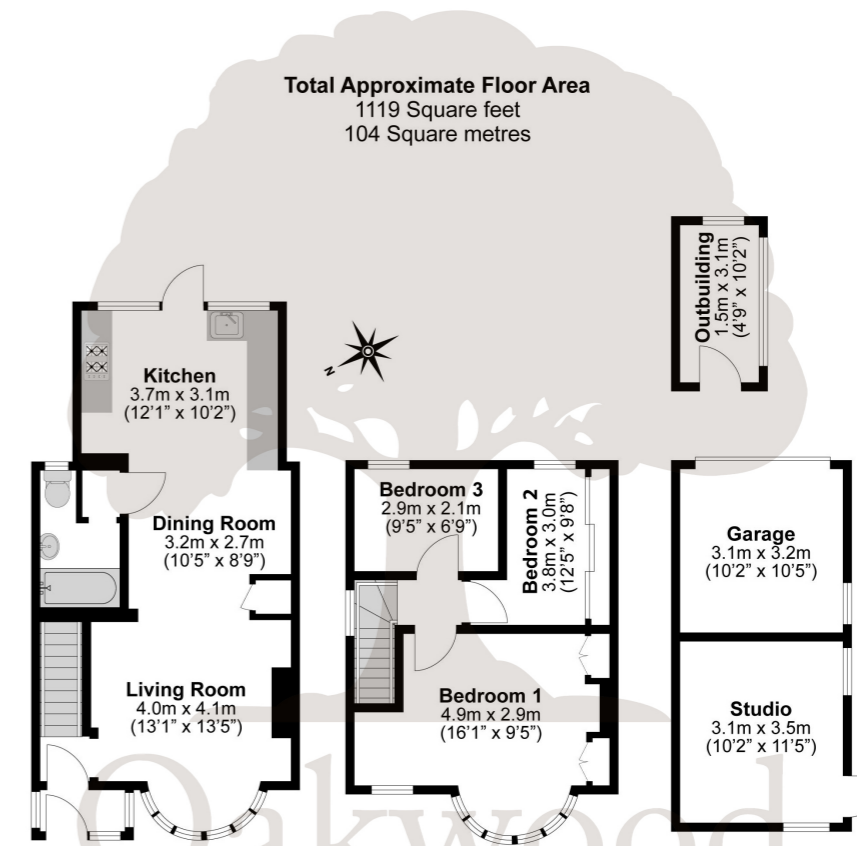 Total Approximate Floor Area
1119 Square feet
104 Square metres
Outbuilding
1.5m x 3.1m
(4'9” x 10'2”)
N
Kitchen
3.7m x 3.1m
(12'1” x 10'2”)
Dining Room
3.2m x 2.7m
(10'5” x 8'9”)
Living Room
4.0m x 4.1m
(13'1” x 13'5”)
Bedroom 3
2.9m x 2.1m
(9'5” x 6'9”)
Bedroom 2
3.8m x 3.0m
(12'5” x 9'8”)
Bedroom 1
4.9m x 2.9m
(16'1” x 9'5”)
Garage
3.1m x 3.2m
(10'2” x 10'5”)
Studio
3.1m x 3.5m
(10'2” x 11'5”)
Oakwood